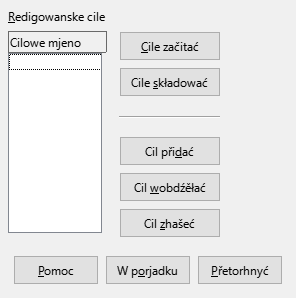 Redigowanske cile
Cilowe mjeno
Cile začitać
Cile składować
Cil přidać
Cil wobdźěłać
Cil zhašeć
Pomoc
W porjadku
Přetorhnyć